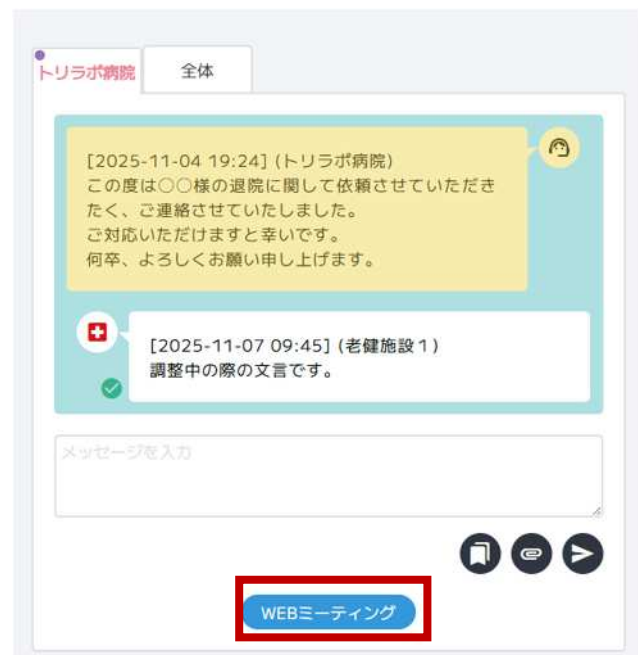 トリラボ病院
全体
[2025-11-04 19:24] (トリラボ病院)
この度は○○様の退院に関して依頼させていただき
たく、ご連絡させていたしました。
ご対応いただけますと幸いです。
何卒、よろしくお願い申し上げます。
[2025-11-07 09:45] (老健施設１)
調整中の際の文言です。
メッセージを入力
WEBミーティング